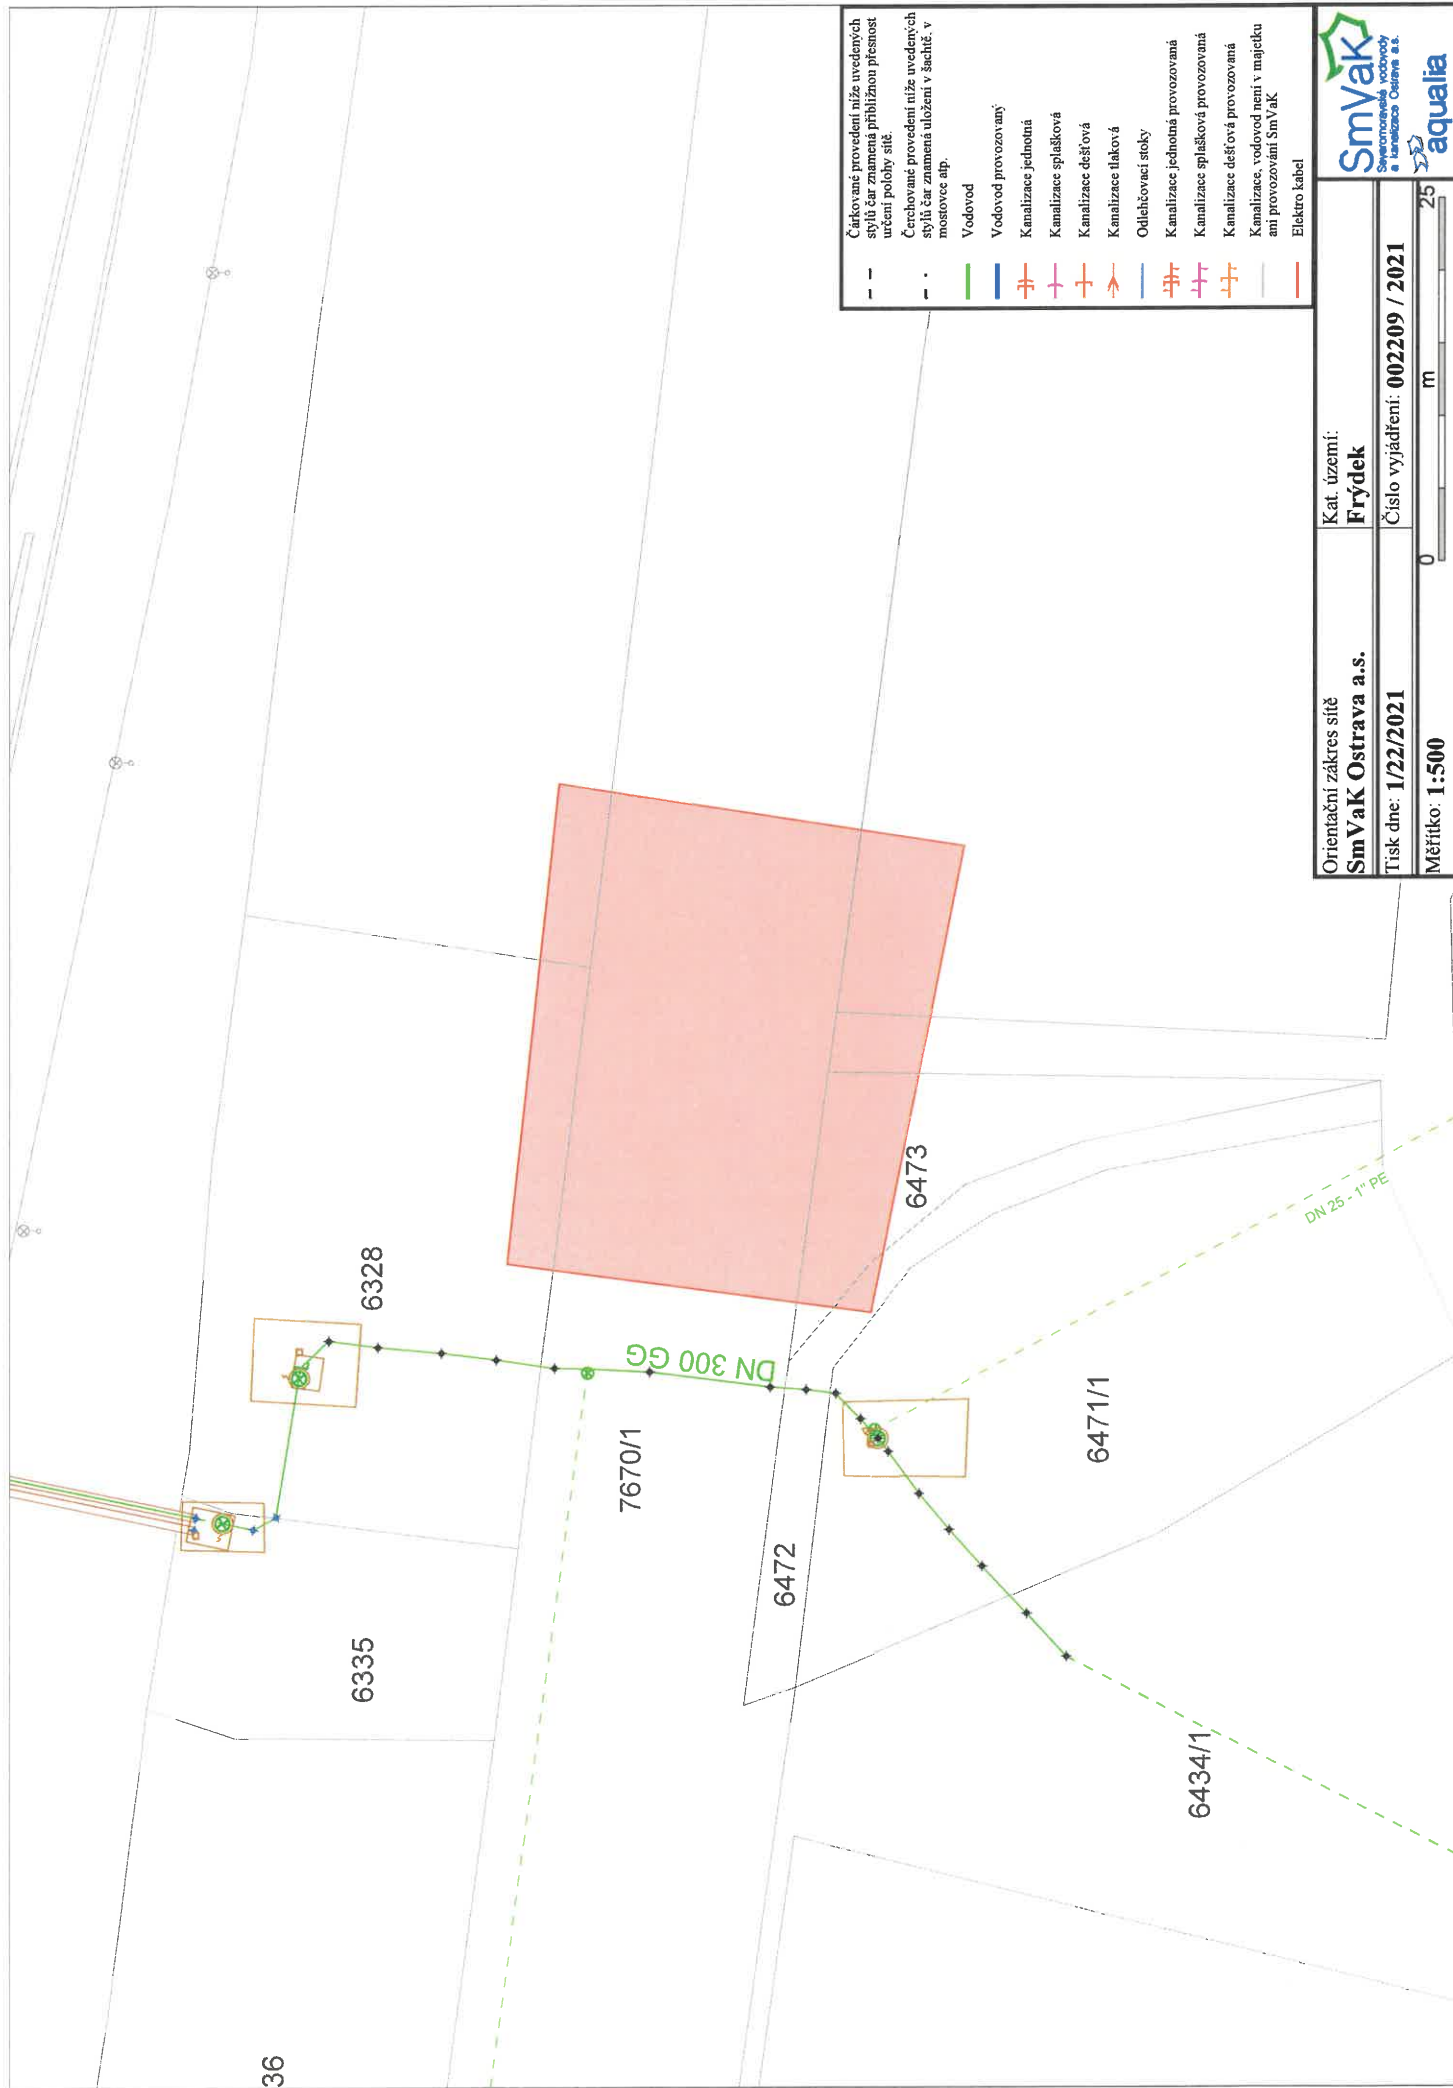 36
6335
6328
7670/1
DN 300 GG
6472
6473
6471/1
6434/1
DN 25 - 1" PE
Čárkované provedení níže uvedených
stylů čar znamená přibližnou přesnost
určení polohy sítě.
Čerchované provedení níže uvedených
stylů čar znamená uložení v šachtě, v
mostovce atp.
Vodovod
Vodovod provozovaný
Kanalizace jednotná
Kanalizace splašková
Kanalizace dešťová
Kanalizace tlaková
Odlehčovací stoky
Kanalizace jednotná provozovaná
Kanalizace splašková provozovaná
Kanalizace dešťová provozovaná
Kanalizace, vodovod není v majetku
ani provozování SmVaK
Elektro kabel
Orientační zákres sítě
SmVaK Ostrava a.s.
Kat. území:
Frýdek
Tisk dne: 1/22/2021
Číslo vyjádření: 002209 / 2021
Měřítko: 1:500
0 m 25
SmVaK
Severomoravské vodovody
a kanalizace Ostrava a.s.
aqualia